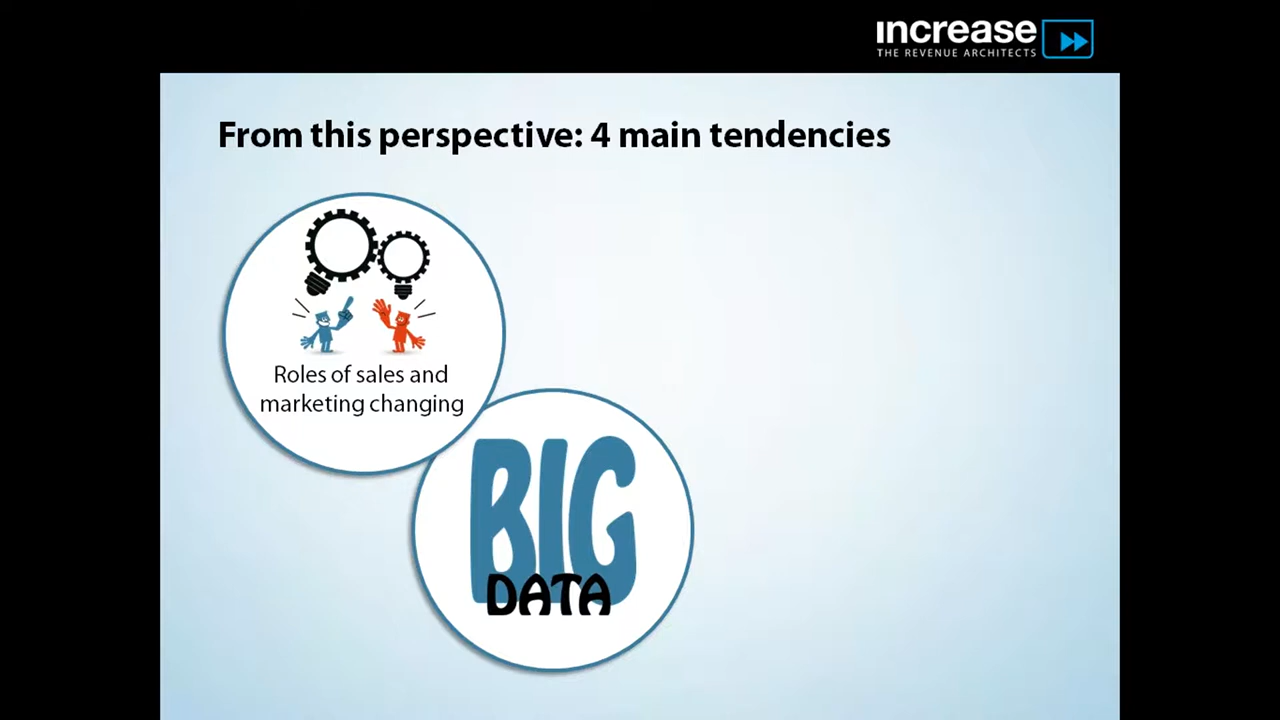 increase
THE REVENUE ARCHITECTS
From this perspective: 4 main tendencies
Roles of sales and
marketing changing
BIG
DATA